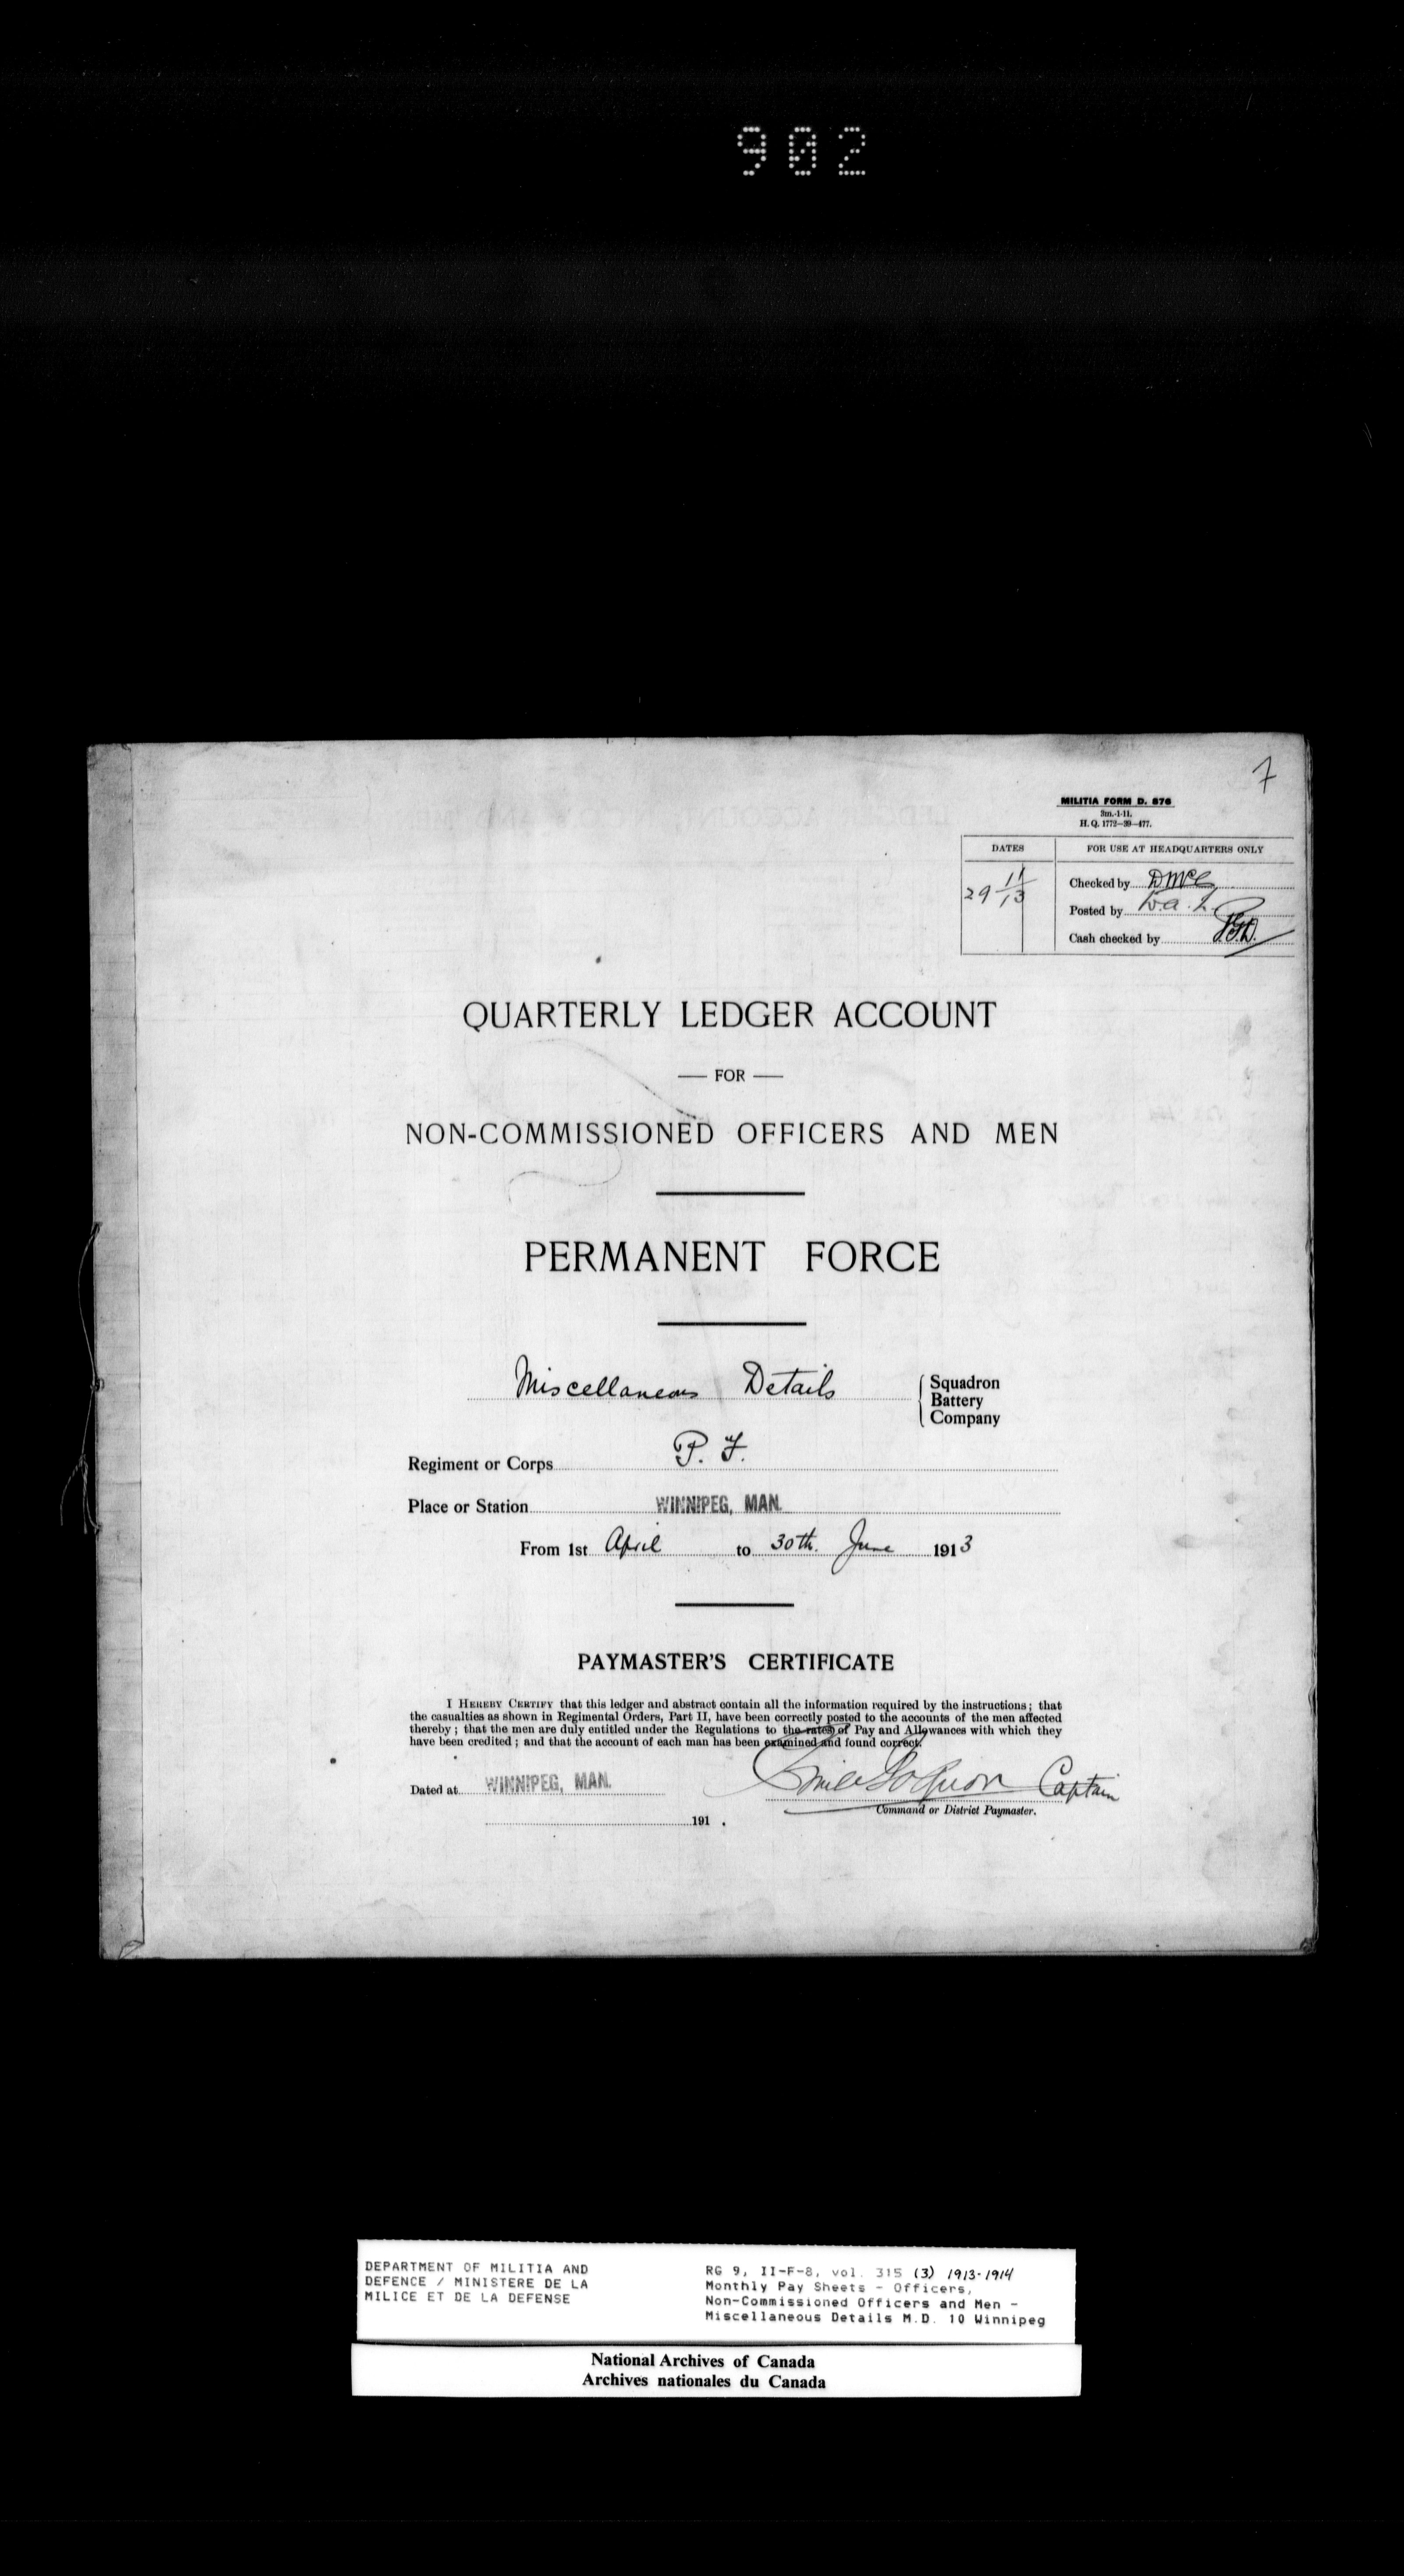 902
7
MILITIA FORM D. 876
3m.-1-11.
H. Q. 1772—39—477.
DATES
FOR USE AT HEADQUARTERS ONLY
29 11/13
Checked by DMcC
Posted by
Cash checked by
QUARTERLY LEDGER ACCOUNT
— FOR —
NON-COMMISSIONED OFFICERS AND MEN
PERMANENT FORCE
Miscellaneous Details { Squadron
Battery
Company
Regiment or Corps P. F.
Place or Station WINNIPEG, MAN.
From 1st April to 30th. June 1913
PAYMASTER'S CERTIFICATE
I HEREBY CERTIFY that this ledger and abstract contain all the information required by the instructions; that
the casualties as shown in Regimental Orders, Part II, have been correctly posted to the accounts of the men affected
thereby; that the men are duly entitled under the Regulations to the rates of Pay and Allowances with which they
have been credited; and that the account of each man has been examined and found correct.
Dated at WINNIPEG, MAN.
Captain
Command or District Paymaster.
191 .
DEPARTMENT OF MILITIA AND
DEFENCE / MINISTERE DE LA
MILICE ET DE LA DEFENSE
RG 9, II-F-8, vol. 315 (3) 1913-1914
Monthly Pay Sheets - Officers,
Non-Commissioned Officers and Men -
Miscellaneous Details M.D. 10 Winnipeg
National Archives of Canada
Archives nationales du Canada